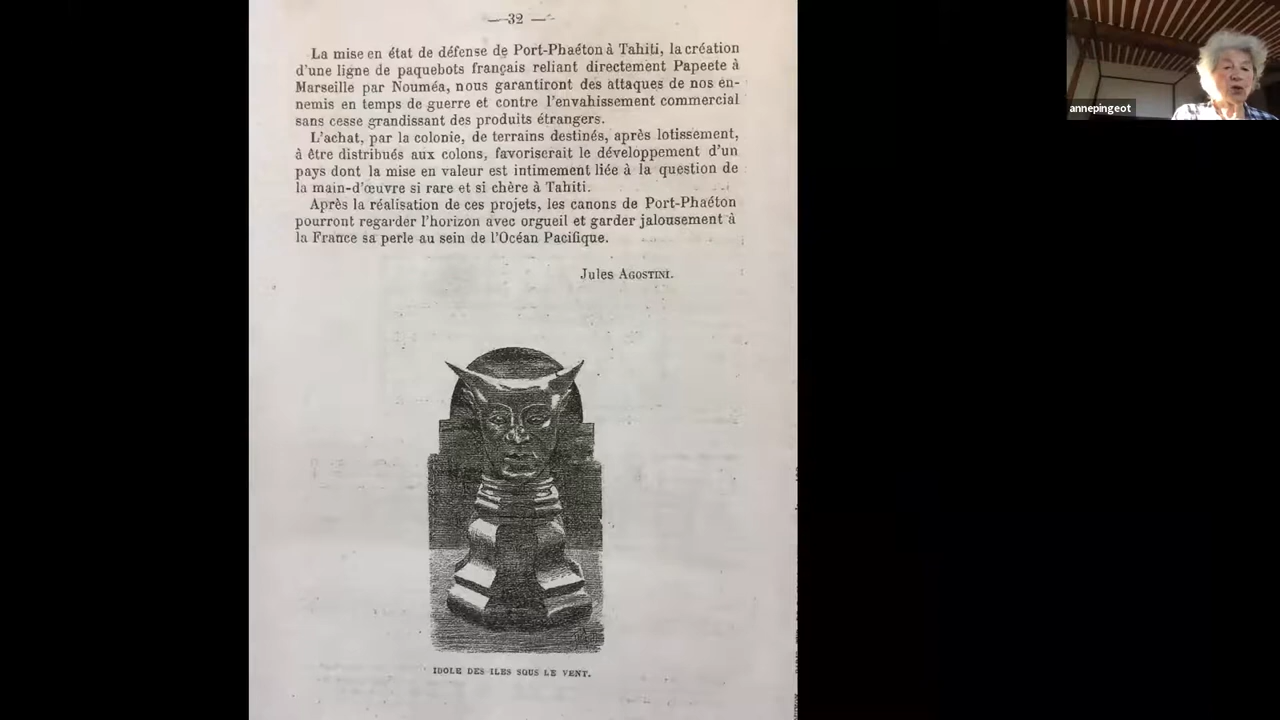 — 32 —
La mise en état de défense de Port-Phaéton à Tahiti, la création
d'une ligne de paquebots français reliant directement Papeete à
Marseille par Nouméa, nous garantiront des attaques de nos en-
nemis en temps de guerre et contre l'envahissement commercial
sans cesse grandissant des produits étrangers.
L'achat, par la colonie, de terrains destinés, après lotissement,
à être distribués aux colons, favoriserait le développement d'un
pays dont la mise en valeur est intimement liée à la question de
la main-d'œuvre si rare et si chère à Tahiti.
Après la réalisation de ces projets, les canons de Port-Phaéton
pourront regarder l'horizon avec orgueil et garder jalousement à
la France sa perle au sein de l'Océan Pacifique.
Jules AGOSTINI.
IDOLE DES ILES SOUS LE VENT.
annepingeot